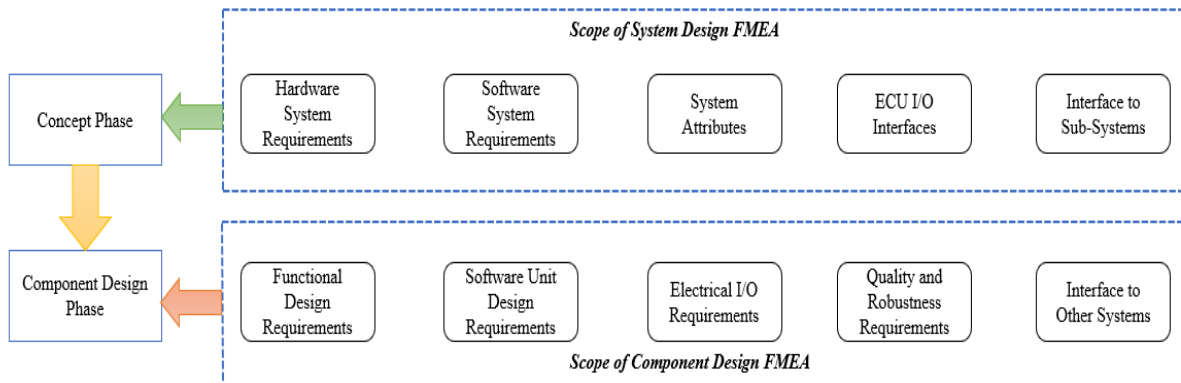 Scope of System Design FMEA
Concept Phase
Hardware
System
Requirements
Software
System
Requirements
System
Attributes
ECU I/O
Interfaces
Interface to
Sub-Systems
Component Design
Phase
Functional
Design
Requirements
Software Unit
Design
Requirements
Electrical I/O
Requirements
Quality and
Robustness
Requirements
Interface to
Other Systems
Scope of Component Design FMEA